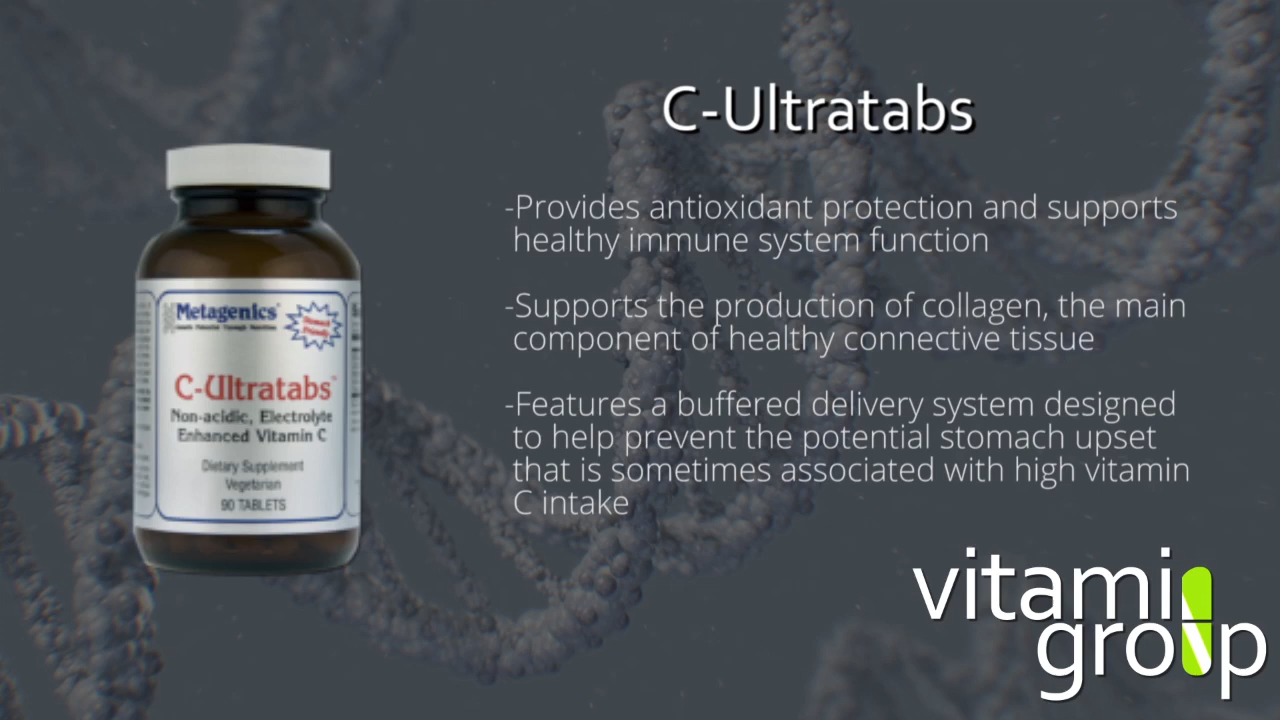 C-Ultratabs
-Provides antioxidant protection and supports
healthy immune system function
-Supports the production of collagen, the main
component of healthy connective tissue
-Features a buffered delivery system designed
to help prevent the potential stomach upset
that is sometimes associated with high vitamin
C intake
Metagenics
C-Ultratabs™
Non-acidic, Electrolyte
Enhanced Vitamin C
Dietary Supplement
Vegetarian
90 TABLETS
vitamin
group